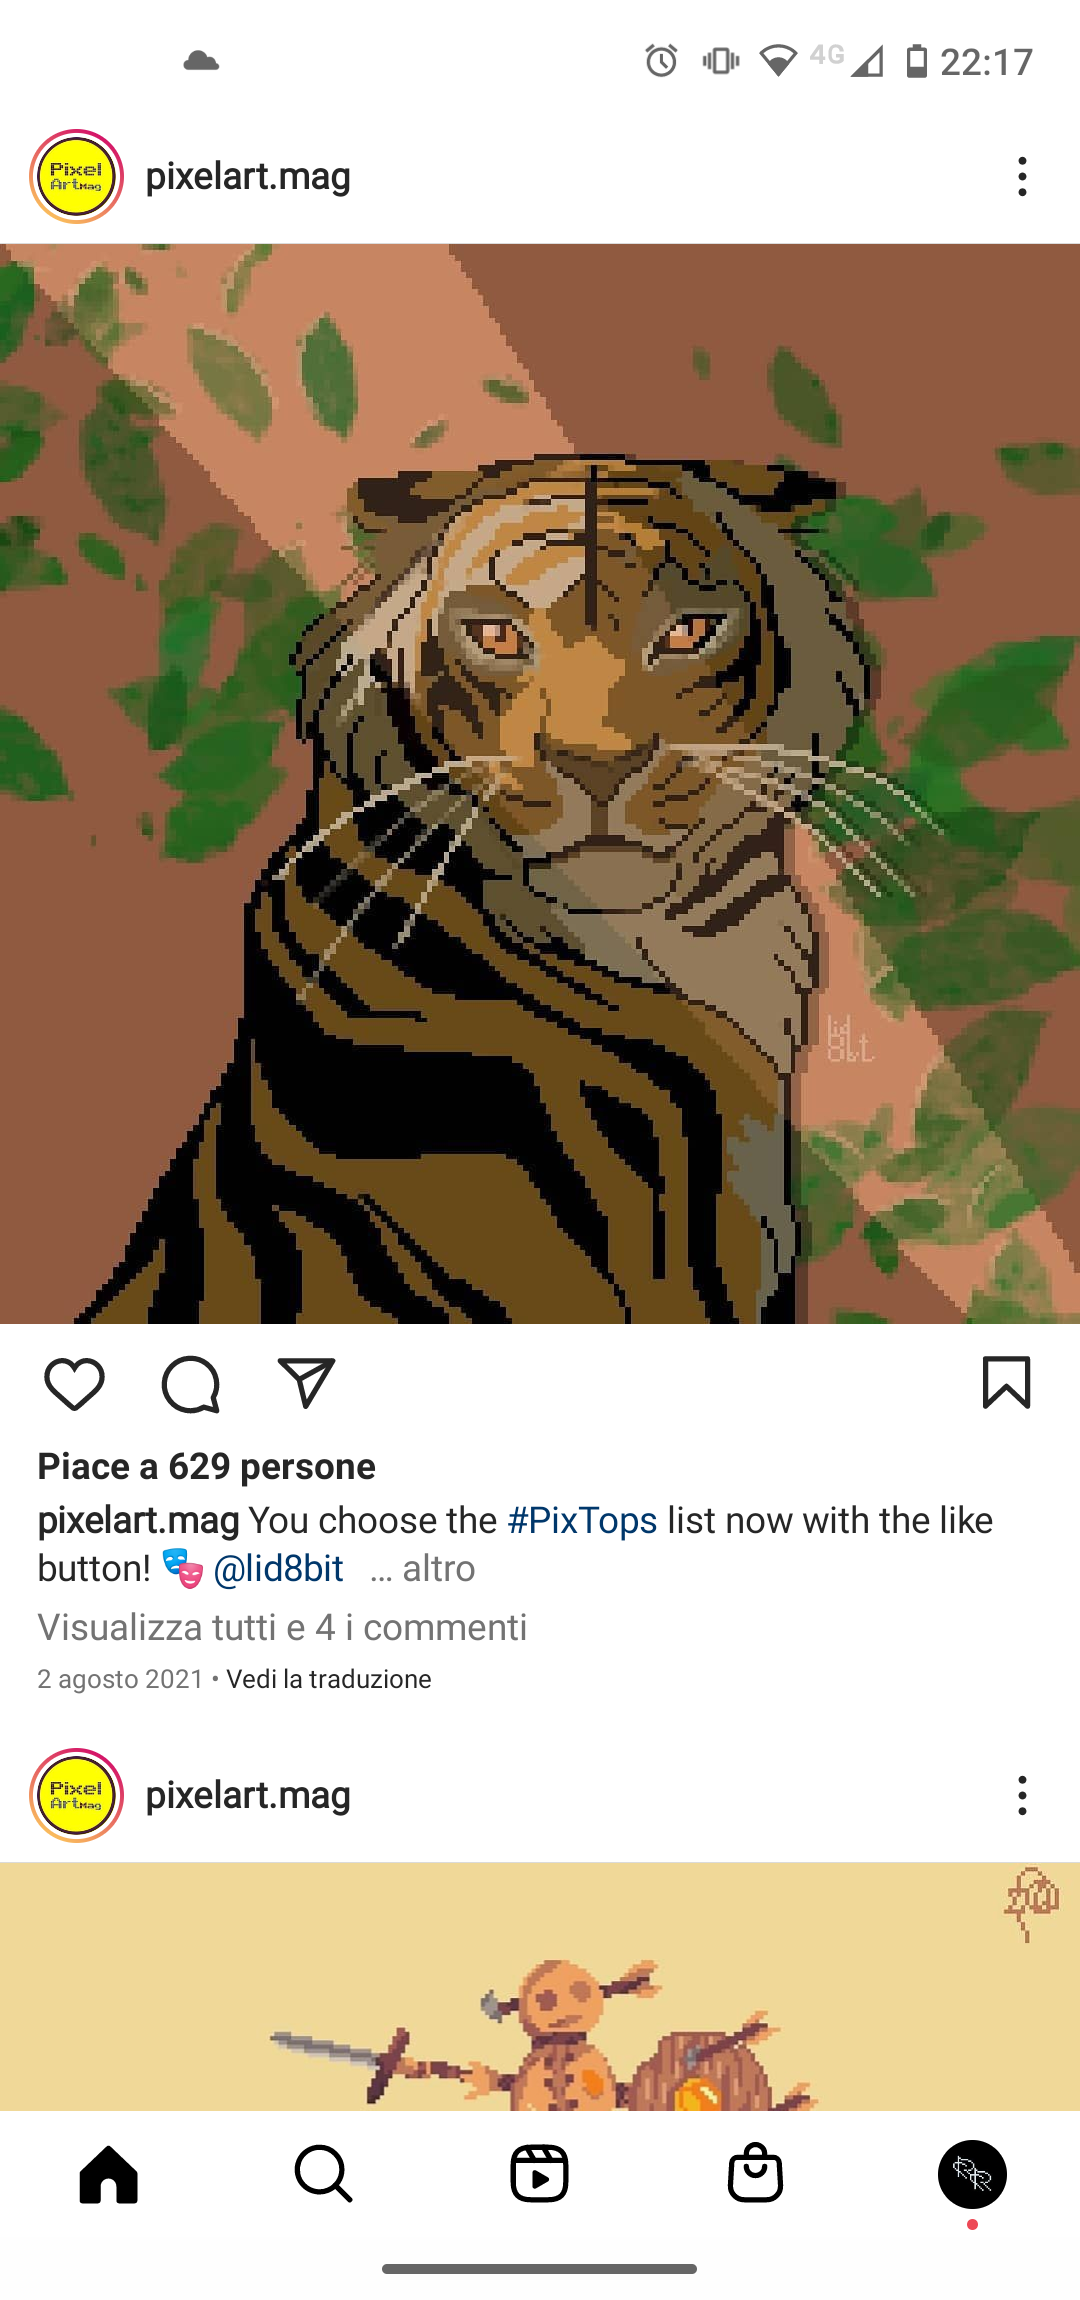 4G 22:17
Pixel
ArtMag
pixelart.mag
lid
8bt
Piace a 629 persone
pixelart.mag You choose the #PixTops list now with the like
button! 🎭 @lid8bit ... altro
Visualizza tutti e 4 i commenti
2 agosto 2021 • Vedi la traduzione
Pixel
ArtMag
pixelart.mag